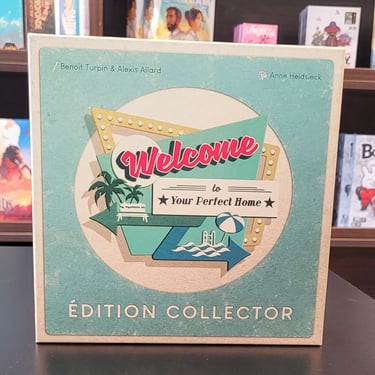 Benoit Turpin & Alexis Allard
Anne Heidsieck
Welcome
to
Your Perfect Home
ÉDITION COLLECTOR